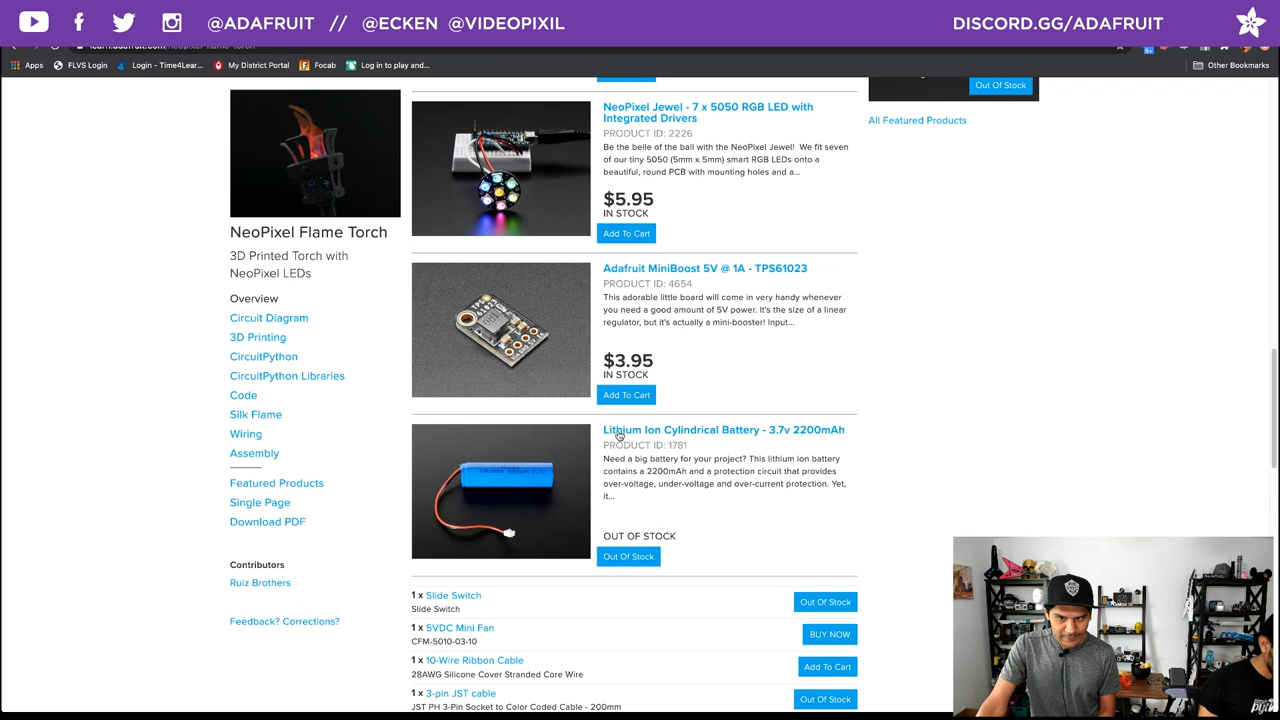 @ADAFRUIT // @ECKEN @VIDEOPIXIL
DISCORD.GG/ADAFRUIT
learn.adafruit.com/neopixel-flame-torch
Apps
FLVS Login
Login - Time4Lear...
My District Portal
Focab
Log in to play and...
Other Bookmarks
NeoPixel Flame Torch
3D Printed Torch with
NeoPixel LEDs
Overview
Circuit Diagram
3D Printing
CircuitPython
CircuitPython Libraries
Code
Silk Flame
Wiring
Assembly
Featured Products
Single Page
Download PDF
Contributors
Ruiz Brothers
Feedback? Corrections?
NeoPixel Jewel - 7 x 5050 RGB LED with
Integrated Drivers
PRODUCT ID: 2226
Be the belle of the ball with the NeoPixel Jewel!  We fit seven
of our tiny 5050 (5mm x 5mm) smart RGB LEDs onto a
beautiful, round PCB with mounting holes and a...
$5.95
IN STOCK
Add To Cart
Adafruit MiniBoost 5V @ 1A - TPS61023
PRODUCT ID: 4654
This adorable little board will come in very handy whenever
you need a good amount of 5V power. It's the size of a linear
regulator, but it's actually a mini-booster! Input...
$3.95
IN STOCK
Add To Cart
Lithium Ion Cylindrical Battery - 3.7v 2200mAh
PRODUCT ID: 1781
Need a big battery for your project? This lithium ion battery
contains a 2200mAh and a protection circuit that provides
over-voltage, under-voltage and over-current protection. Yet,
it...
OUT OF STOCK
Out Of Stock
1 x Slide Switch
Slide Switch
Out Of Stock
1 x 5VDC Mini Fan
CFM-5010-03-10
BUY NOW
1 x 10-Wire Ribbon Cable
28AWG Silicone Cover Stranded Core Wire
Add To Cart
1 x 3-pin JST cable
JST PH 3-Pin Socket to Color Coded Cable - 200mm
Out Of Stock
Out Of Stock
All Featured Products